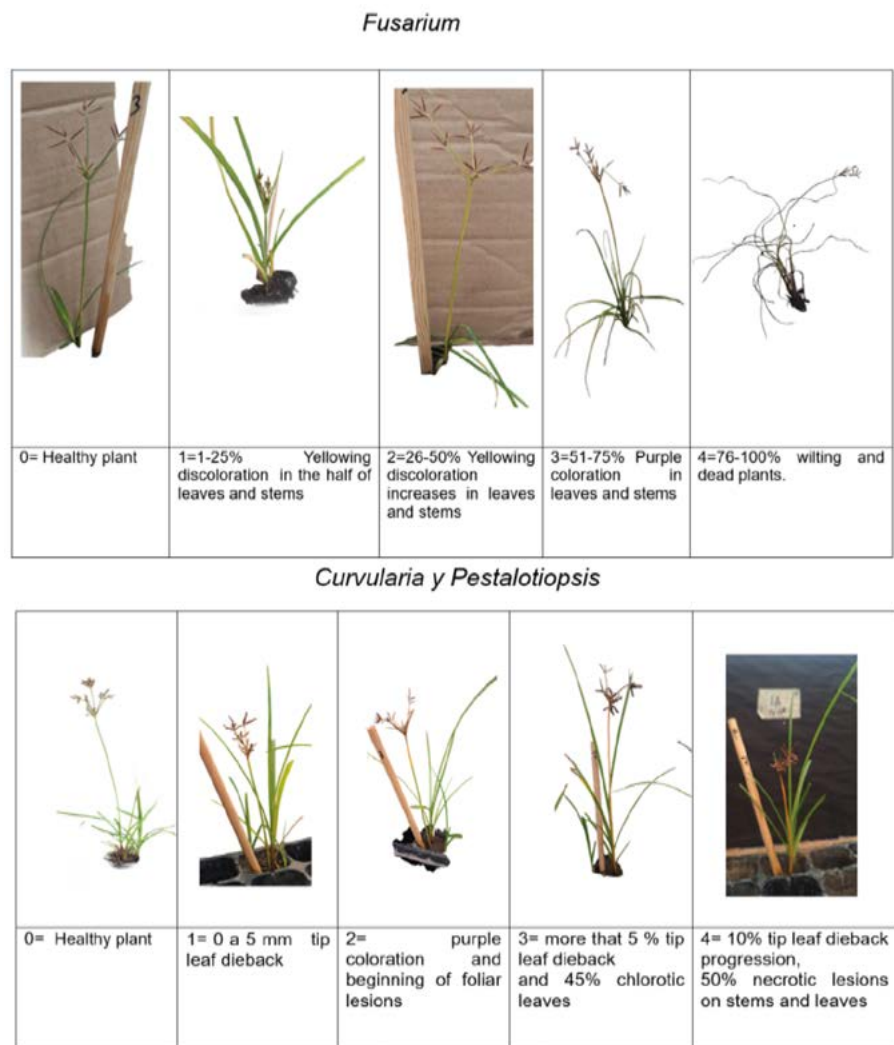 Fusarium
3
0= Healthy plant
1=1-25% Yellowing
discoloration in the half of
leaves and stems
2=26-50% Yellowing
discoloration
increases in leaves
and stems
3=51-75% Purple
coloration in
leaves and stems
4=76-100% wilting and
dead plants.
Curvularia y Pestalotiopsis
0= Healthy plant
1= 0 a 5 mm tip
leaf dieback
2= purple
coloration and
beginning of foliar
lesions
3= more that 5 % tip
leaf dieback
and 45% chlorotic
leaves
4= 10% tip leaf dieback
progression,
50% necrotic lesions
on stems and leaves